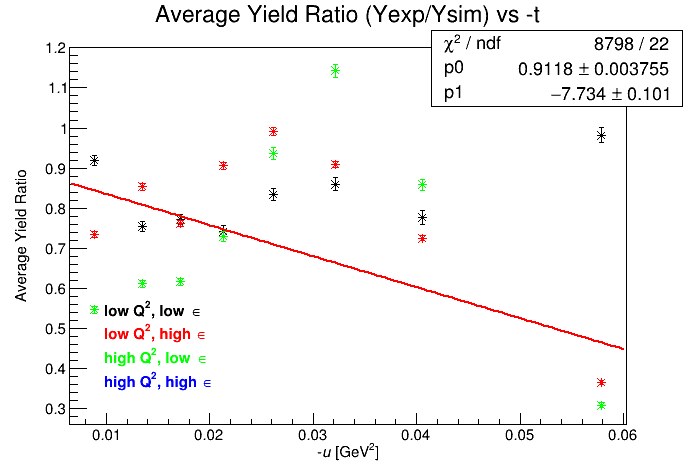 Average Yield Ratio (Yexp/Ysim) vs -t
χ² / ndf 8798 / 22
p0 0.9118 ± 0.003755
p1 −7.734 ± 0.101
Average Yield Ratio
1.2
1.1
1
0.9
0.8
0.7
0.6
0.5
0.4
0.3
low Q², low ∈
low Q², high ∈
high Q², low ∈
high Q², high ∈
0.01 0.02 0.03 0.04 0.05 0.06
-u [GeV²]